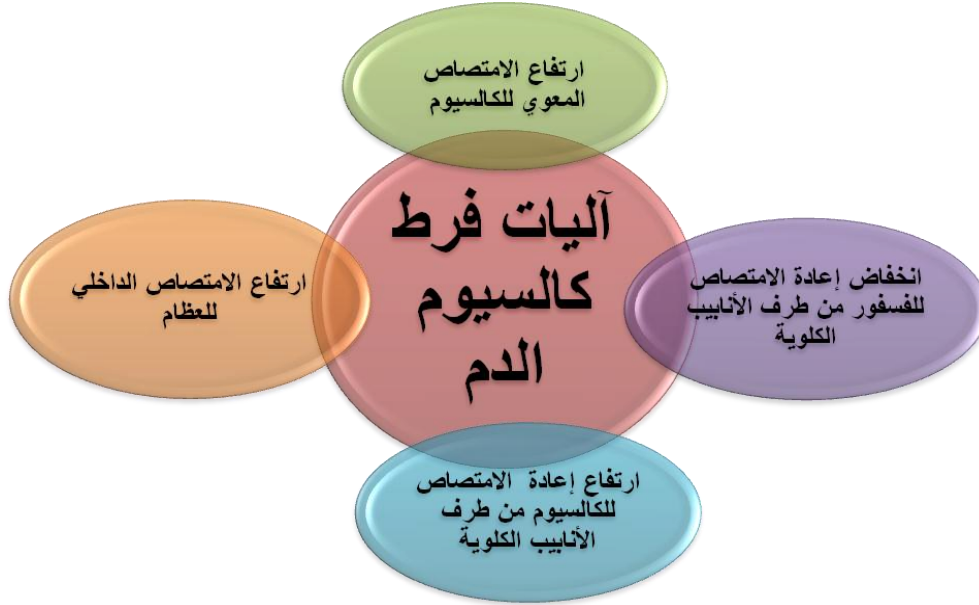 ارتفاع الامتصاص
المعوي للكالسيوم
آليات فرط
كالسيوم
الدم
انخفاض إعادة الامتصاص
للفسفور من طرف الأنابيب
الكلوية
ارتفاع الامتصاص الداخلي
للعظام
ارتفاع إعادة الامتصاص
للكالسيوم من طرف
الأنابيب الكلوية